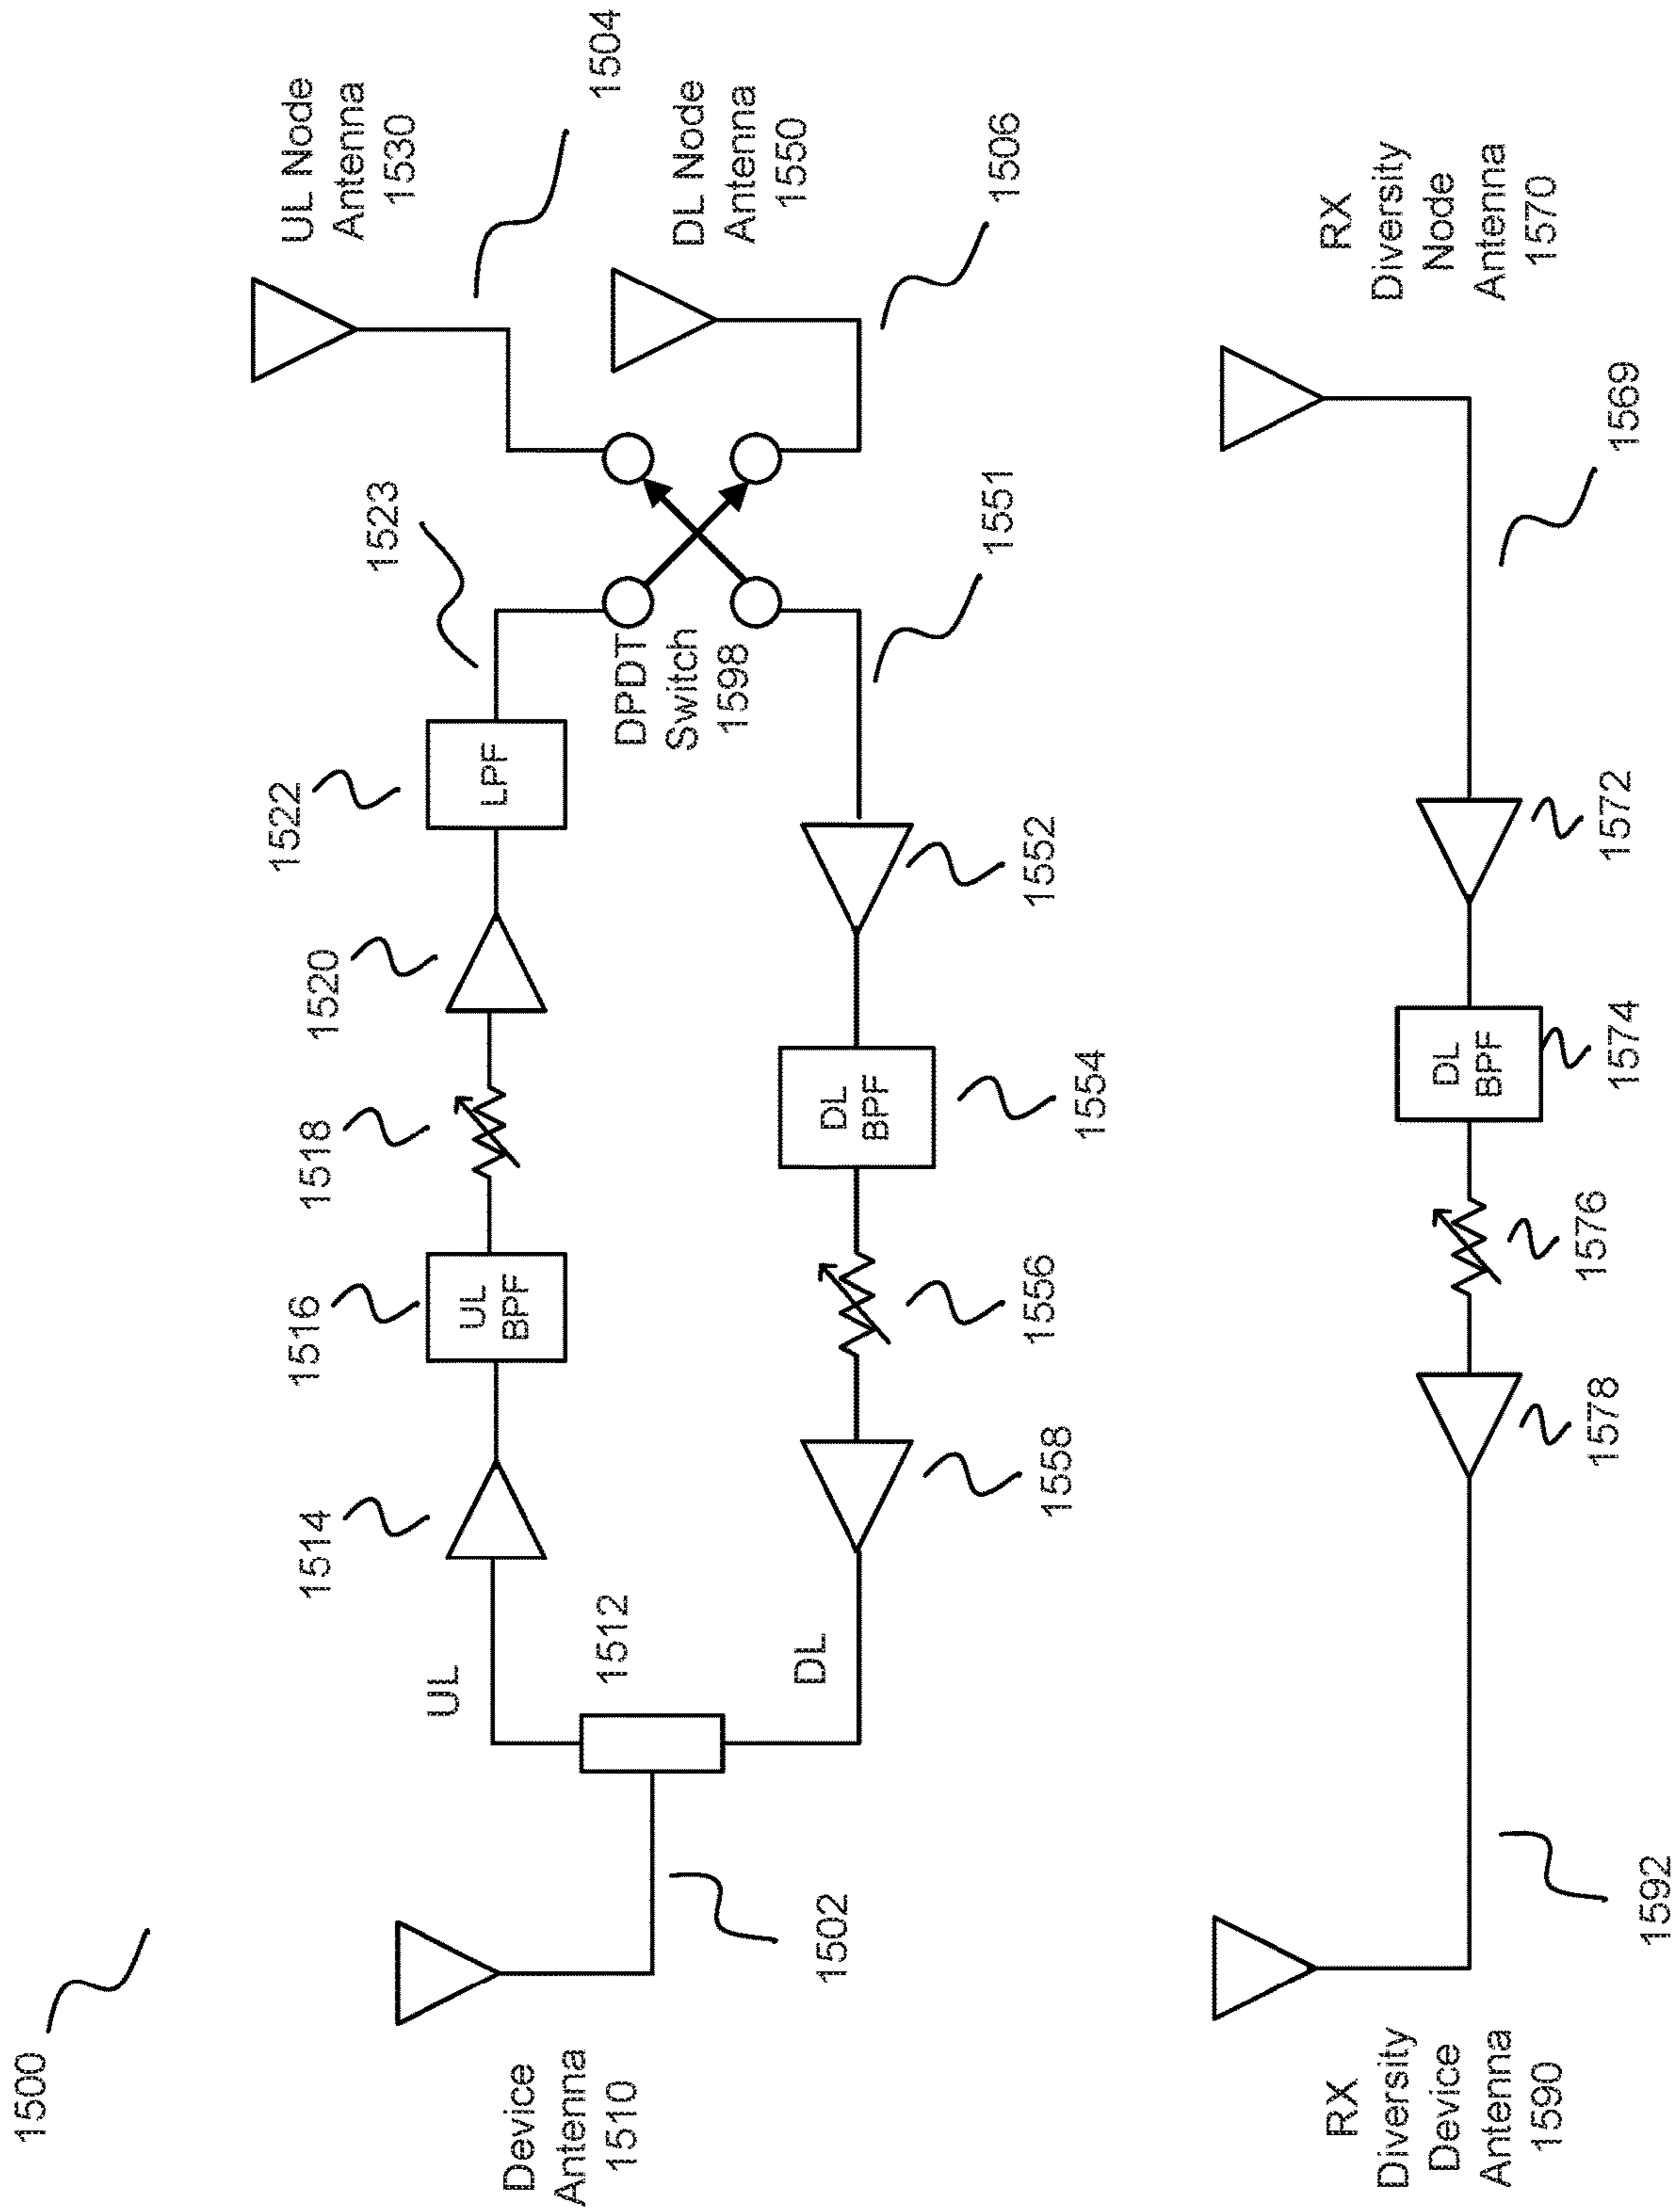 1500
Device
Antenna
1510
1502
1512
UL
DL
1514
UL
BPF
1516
1518
1520
LPF
1522
1523
DPDT
Switch
1598
UL Node
Antenna
1530
1504
DL Node
Antenna
1550
1506
1551
1552
DL
BPF
1554
1556
1558
RX
Diversity
Device
Antenna
1590
1592
1578
1576
DL
BPF
1574
1572
1569
RX
Diversity
Node
Antenna
1570